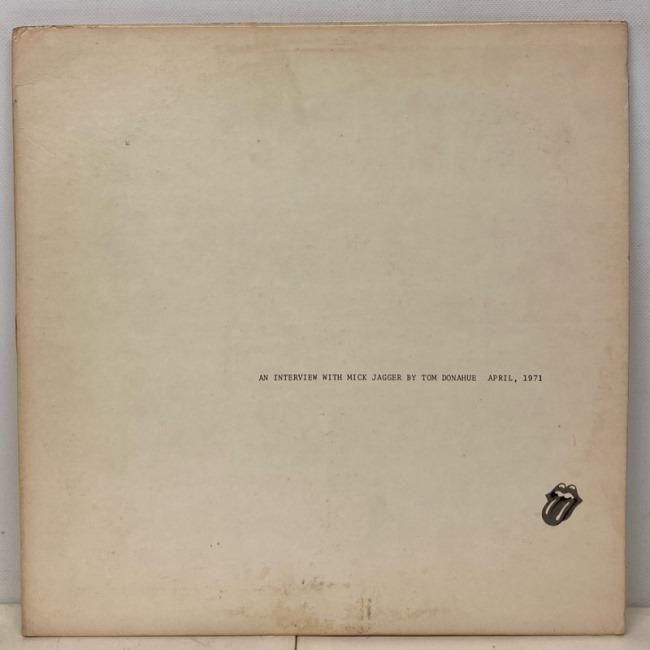 AN INTERVIEW WITH MICK JAGGER BY TOM DONAHUE APRIL, 1971